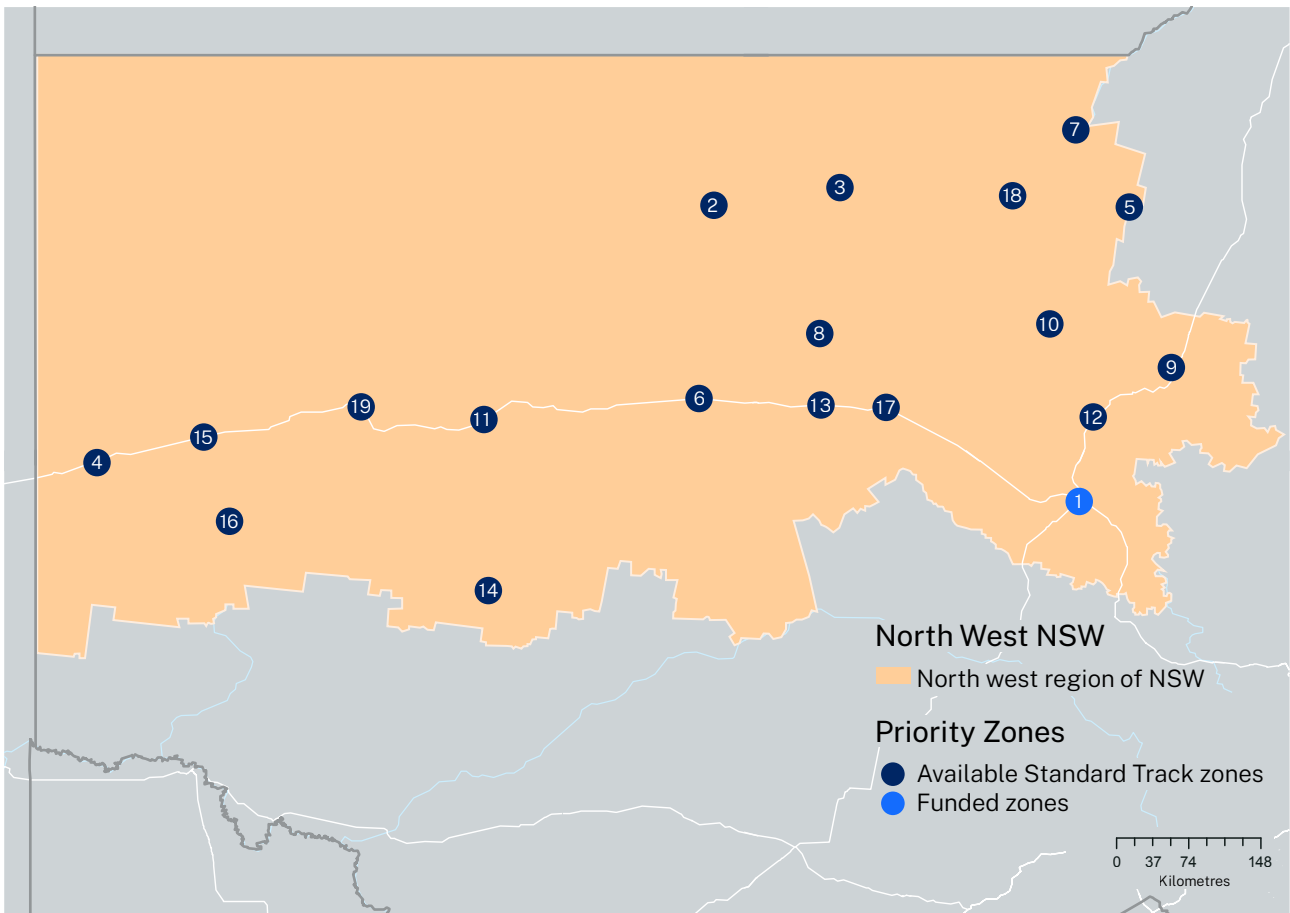 7
3
18
2
5
10
8
9
6
13
19
17
12
11
15
4
1
16
14
North West NSW
North west region of NSW
Priority Zones
Available Standard Track zones
Funded zones
0 37 74 148
Kilometres